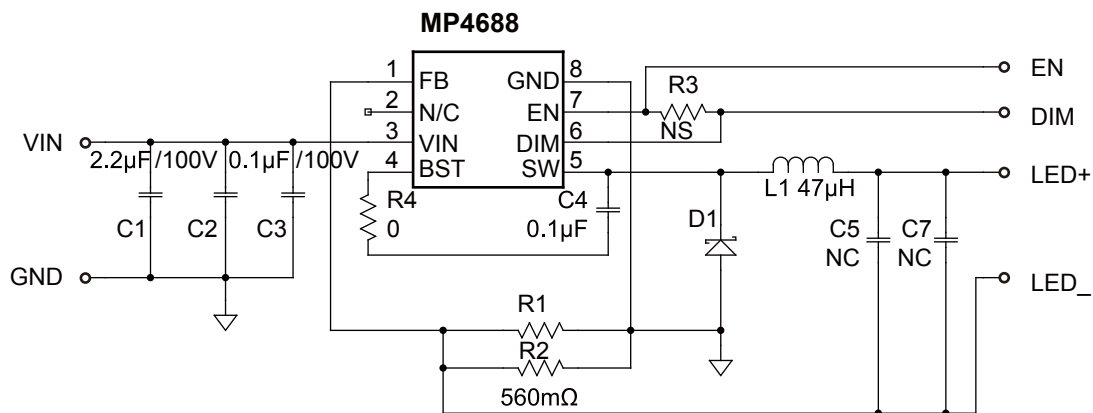 MP4688
1 FB GND 8
2 N/C EN 7
3 VIN DIM 6
4 BST SW 5
VIN
2.2µF /100V 0.1µF /100V
C1 C2 C3
GND
R4
0
C4
0.1µF
R3
NS
EN
DIM
L1 47µH
LED+
D1
C5
NC
C7
NC
LED_
R1
R2
560mΩ